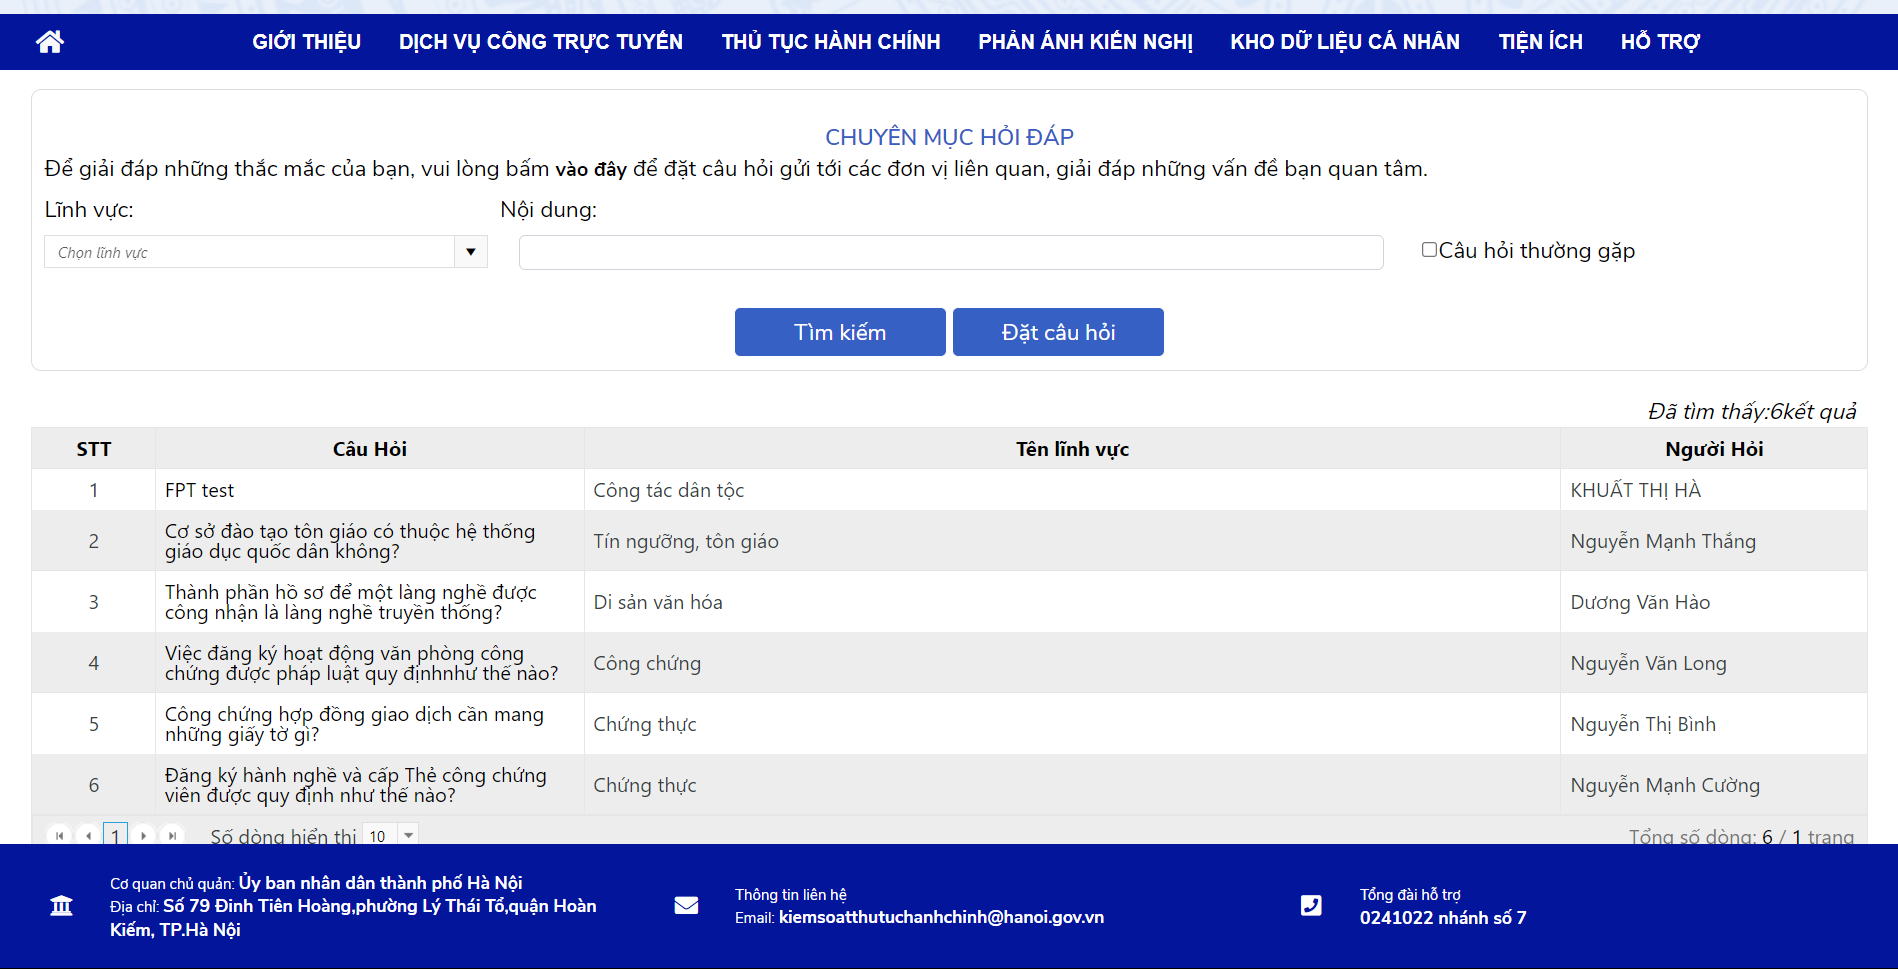 GIỚI THIỆU DỊCH VỤ CÔNG TRỰC TUYẾN THỦ TỤC HÀNH CHÍNH PHẢN ÁNH KIẾN NGHỊ KHO DỮ LIỆU CÁ NHÂN TIỆN ÍCH HỖ TRỢ
CHUYÊN MỤC HỎI ĐÁP
Để giải đáp những thắc mắc của bạn, vui lòng bấm vào đây để đặt câu hỏi gửi tới các đơn vị liên quan, giải đáp những vấn đề bạn quan tâm.
Lĩnh vực: Nội dung:
Chọn lĩnh vực Câu hỏi thường gặp
Tìm kiếm Đặt câu hỏi
Đã tìm thấy:6kết quả
STT Câu Hỏi Tên lĩnh vực Người Hỏi
1 FPT test Công tác dân tộc KHUẤT THỊ HÀ
2 Cơ sở đào tạo tôn giáo có thuộc hệ thống
giáo dục quốc dân không? Tín ngưỡng, tôn giáo Nguyễn Mạnh Thắng
3 Thành phần hồ sơ để một làng nghề được
công nhận là làng nghề truyền thống? Di sản văn hóa Dương Văn Hào
4 Việc đăng ký hoạt động văn phòng công
chứng được pháp luật quy địnhnhư thế nào? Công chứng Nguyễn Văn Long
5 Công chứng hợp đồng giao dịch cần mang
những giấy tờ gì? Chứng thực Nguyễn Thị Bình
6 Đăng ký hành nghề và cấp Thẻ công chứng
viên được quy định như thế nào? Chứng thực Nguyễn Mạnh Cường
1 Số dòng hiển thị 10 Tổng số dòng: 6 / 1 trang
Cơ quan chủ quản: Ủy ban nhân dân thành phố Hà Nội
Địa chỉ: Số 79 Đinh Tiên Hoàng,phường Lý Thái Tổ,quận Hoàn
Kiếm, TP.Hà Nội
Thông tin liên hệ
Email: kiemsoatthutuchanhchinh@hanoi.gov.vn
Tổng đài hỗ trợ
0241022 nhánh số 7